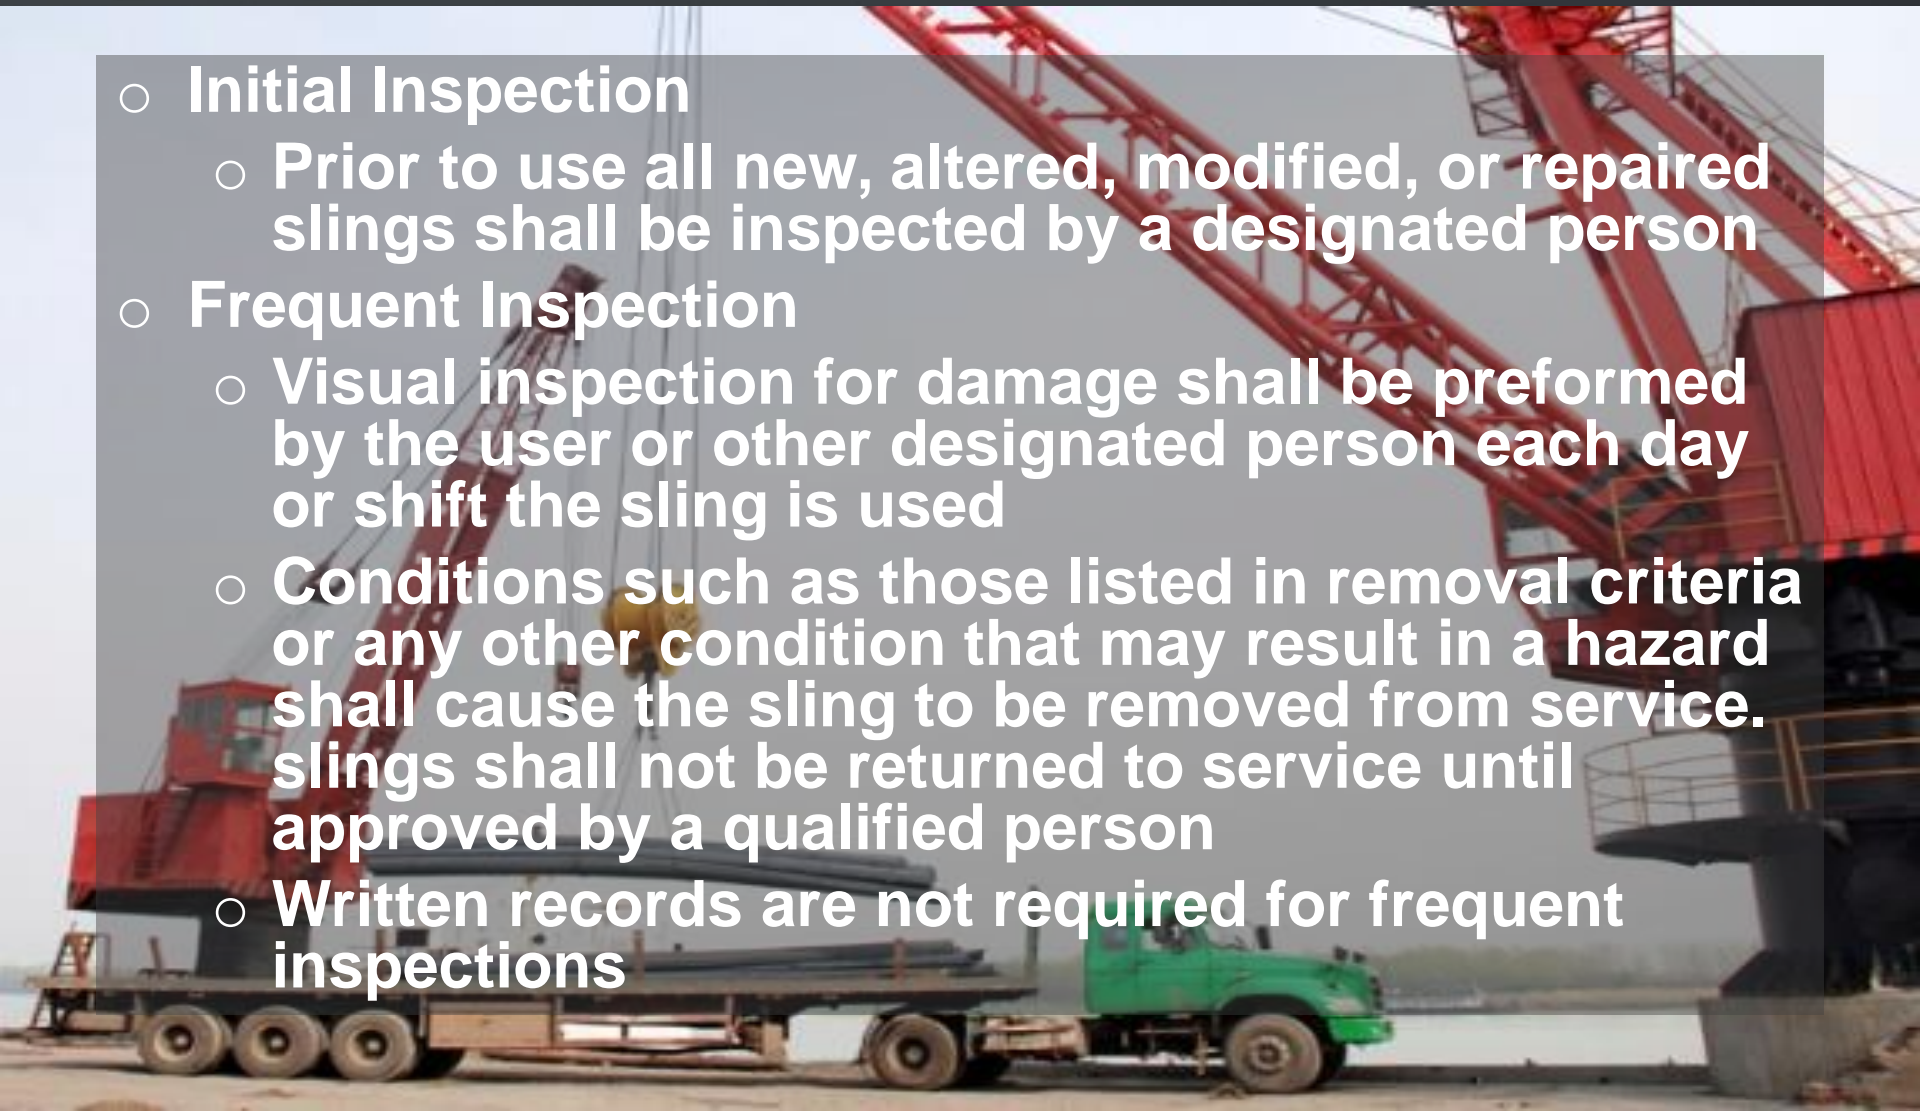 o Initial Inspection
o Prior to use all new, altered, modified, or repaired
slings shall be inspected by a designated person
o Frequent Inspection
o Visual inspection for damage shall be preformed
by the user or other designated person each day
or shift the sling is used
o Conditions such as those listed in removal criteria
or any other condition that may result in a hazard
shall cause the sling to be removed from service.
slings shall not be returned to service until
approved by a qualified person
o Written records are not required for frequent
inspections